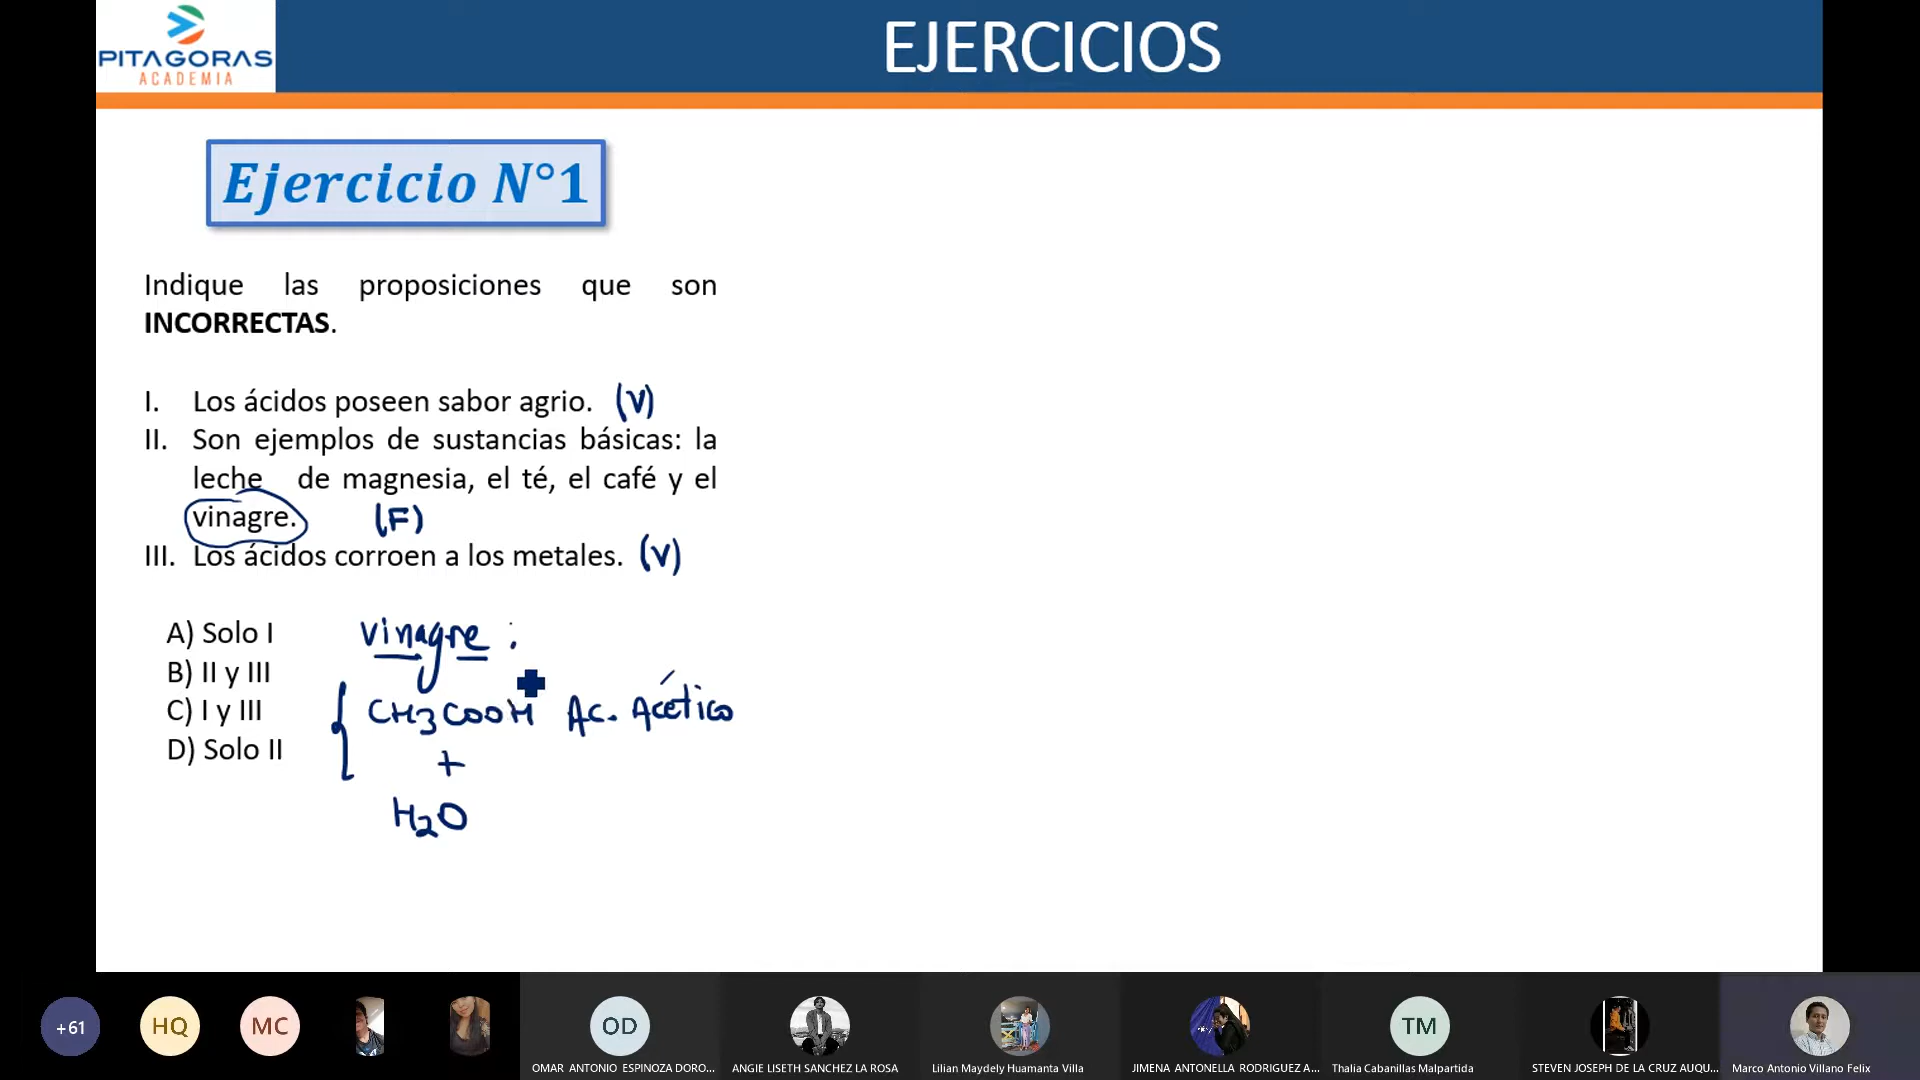 PITAGORAS
ACADEMIA
EJERCICIOS
Ejercicio N°1
Indique las proposiciones que son
INCORRECTAS.
I. Los ácidos poseen sabor agrio. (V)
II. Son ejemplos de sustancias básicas: la
leche de magnesia, el té, el café y el
vinagre. (F)
III. Los ácidos corroen a los metales. (V)
A) Solo I
B) II y III
C) I y III
D) Solo II
vinagre :
CH3COOH Ac. Acético
+
H2O
+61
HQ
MC
OD
TM
OMAR ANTONIO ESPINOZA DORO...
ANGIE LISETH SANCHEZ LA ROSA
Lilian Maydely Huamanta Villa
JIMENA ANTONELLA RODRIGUEZ A...
Thalia Cabanillas Malpartida
STEVEN JOSEPH DE LA CRUZ AUQU...
Marco Antonio Villano Felix